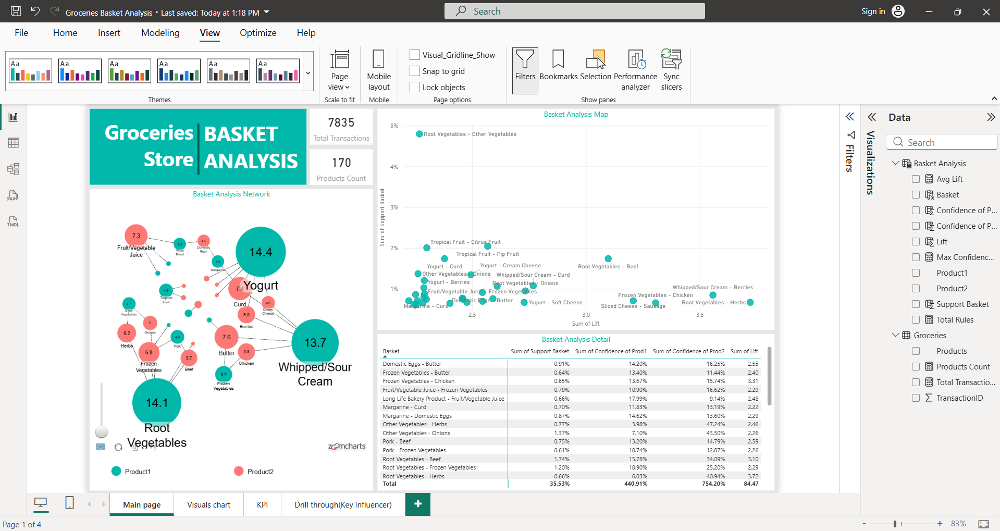 Groceries Basket Analysis • Last saved: Today at 1:18 PM
Search
Sign in
File
Home
Insert
Modeling
View
Optimize
Help
Aa
Aa
Aa
Aa
Aa
Aa
Themes
Page view
Scale to fit
Mobile layout
Mobile
Visual_Gridline_Show
Snap to grid
Lock objects
Page options
Filters
Bookmarks
Selection
Performance analyzer
Sync slicers
Show panes
DAX
TMDL
Groceries Store
BASKET ANALYSIS
7835
Total Transactions
170
Products Count
Basket Analysis Network
7.3
Fruit/Vegetable
Juice
4.8
White
Bread
4.5
Domestic
Eggs
4.5
Margarine
14.4
Yogurt
7.4
Curd
4.6
Cream
Cheese
4.9
Tropical
Fruit
4.7
Other
Vegetables
5
Onions
6.2
Herbs
4.9
Pork
6.8
Frozen
Vegetables
5.7
Beef
5.9
Berries
7.6
Butter
5.8
Chicken
5.7
Frozen
Vegetables
13.7
Whipped/Sour
Cream
14.1
Root
Vegetables
zoomcharts
Product1
Product2
Basket Analysis Map
5%
4%
3%
2%
1%
Sum of Support Basket
Root Vegetables - Other Vegetables
Tropical Fruit - Citrus Fruit
Tropical Fruit - Pip Fruit
Yogurt - Curd
Yogurt - Cream Cheese
Root Vegetables - Beef
Other Vegetables - Onions
Whipped/Sour Cream - Curd
Yogurt - Berries
Root Vegetables - Onions
Whipped/Sour Cream - Berries
Fruit/Vegetable Juice - Frozen Vegetables
Frozen Vegetables - Chicken
Domestic Eggs - Butter
Yogurt - Soft Cheese
Root Vegetables - Herbs
Margarine - Curd
Sliced Cheese - Sausage
2.5
3.0
3.5
Sum of Lift
Basket Analysis Detail
Basket Sum of Support Basket Sum of Confidence of Prod1 Sum of Confidence of Prod2 Sum of Lift
Domestic Eggs - Butter 0.91% 14.20% 16.25% 2.55
Frozen Vegetables - Butter 0.64% 13.40% 11.44% 2.40
Frozen Vegetables - Chicken 0.65% 13.67% 15.74% 3.31
Fruit/Vegetable Juice - Frozen Vegetables 0.79% 10.90% 16.62% 2.29
Long Life Bakery Product - Fruit/Vegetable Juice 0.66% 17.99% 9.14% 2.48
Margarine - Curd 0.70% 11.83% 13.19% 2.22
Margarine - Domestic Eggs 0.87% 14.62% 13.60% 2.29
Other Vegetables - Herbs 0.77% 3.98% 47.24% 2.46
Other Vegetables - Onions 1.37% 7.10% 43.50% 2.26
Pork - Beef 0.75% 13.20% 14.79% 2.59
Pork - Frozen Vegetables 0.61% 10.74% 12.87% 2.26
Root Vegetables - Beef 1.74% 15.78% 34.09% 3.10
Root Vegetables - Frozen Vegetables 1.20% 10.90% 25.20% 2.29
Root Vegetables - Herbs 0.66% 6.03% 40.94% 3.72
Total 35.53% 440.91% 754.20% 84.47
Filters
Visualizations
Data
Search
Basket Analysis
Avg Lift
Basket
Confidence of P...
Confidence of P...
Lift
Max Confidenc...
Product1
Product2
Support Basket
Total Rules
Groceries
Products
Products Count
Total Transactio...
TransactionID
Main page
Visuals chart
KPI
Drill through(Key Influencer)
+
Page 1 of 4
- + 83%